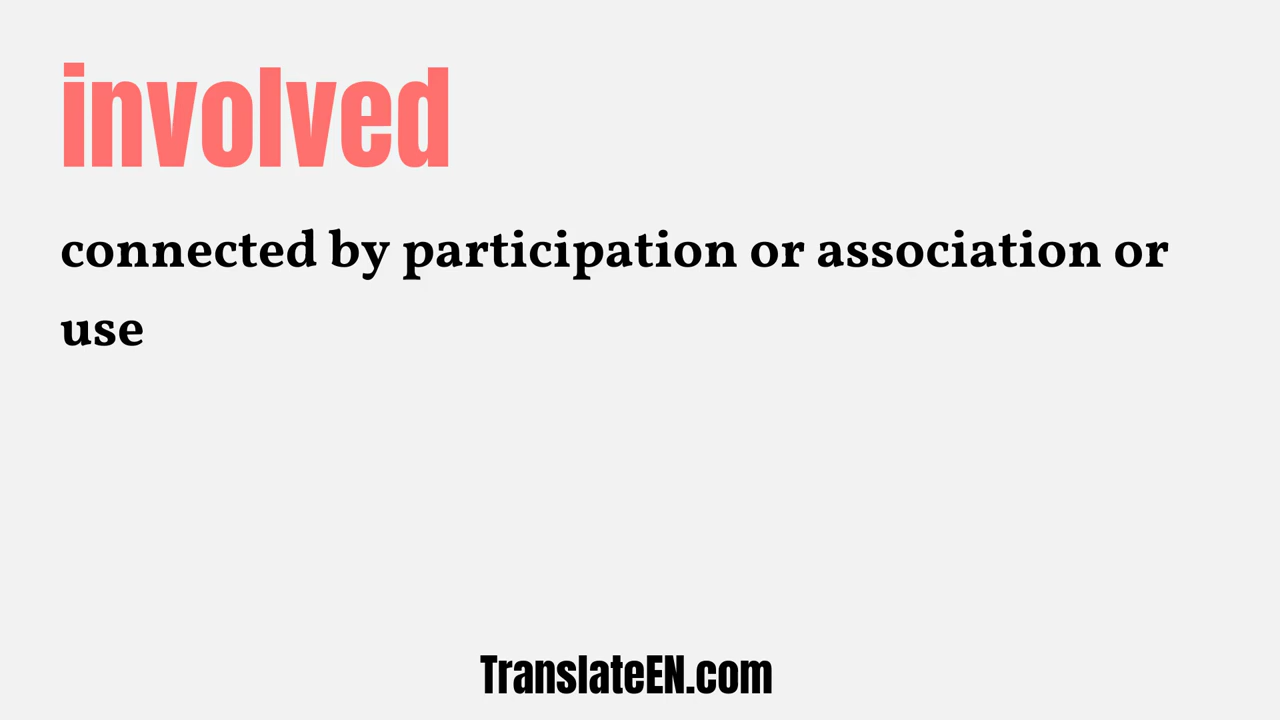 involved
connected by participation or association or
use
TranslateEN.com